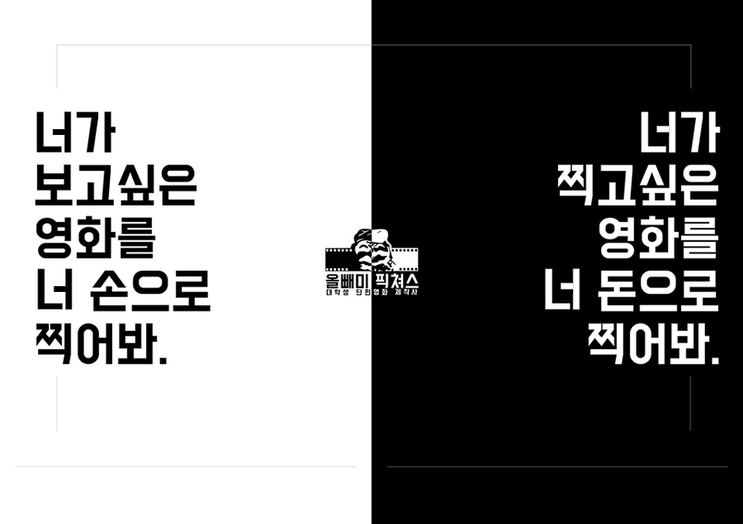 너가
보고싶은
영화를
너 손으로
찍어봐.
올빼미 픽쳐스
대학생 단편영화 제작사
너가
찍고싶은
영화를
너 돈으로
찍어봐.